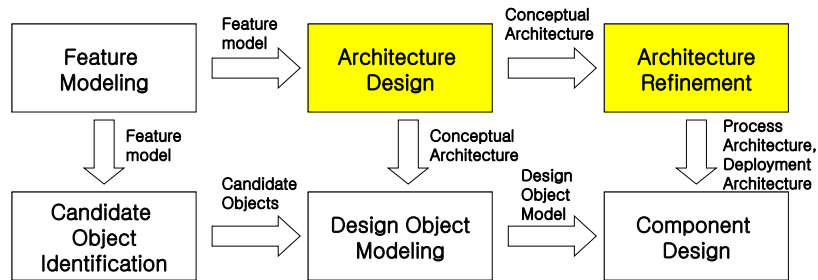 Feature
Modeling
Feature
model
Architecture
Design
Conceptual
Architecture
Architecture
Refinement
Feature
model
Conceptual
Architecture
Process
Architecture,
Deployment
Architecture
Candidate
Object
Identification
Candidate
Objects
Design Object
Modeling
Design
Object
Model
Component
Design